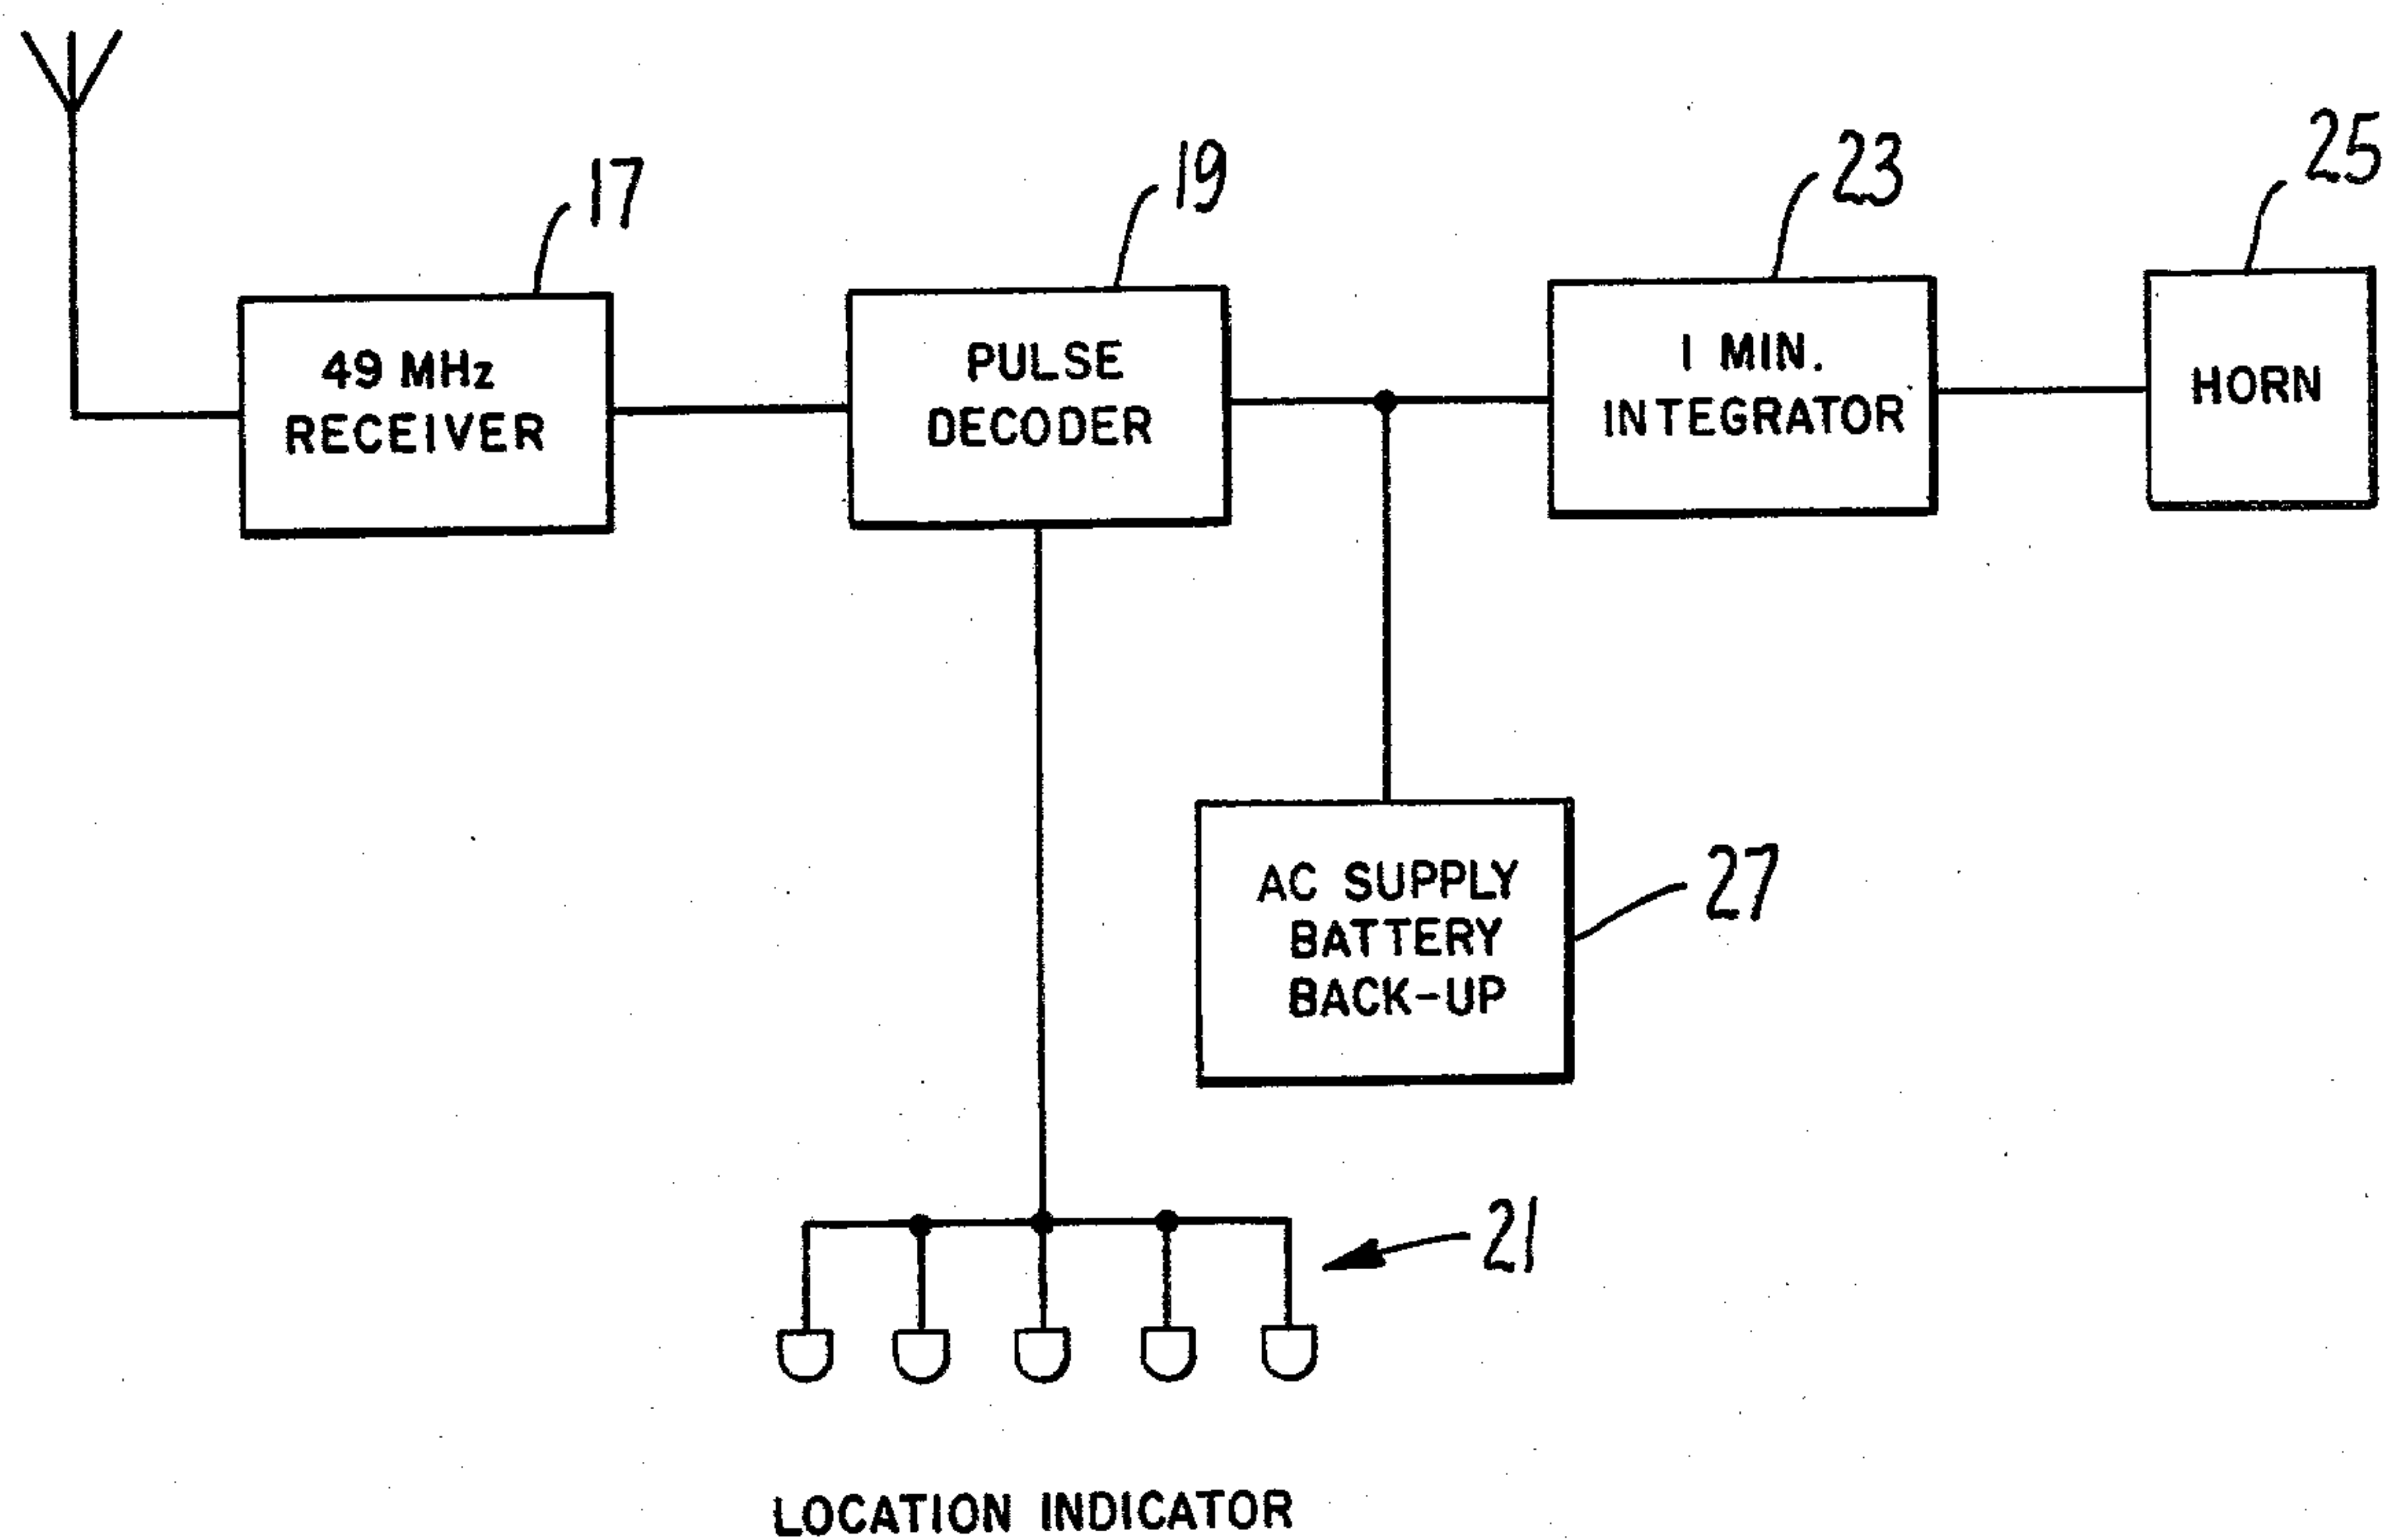 17
19
23
25
49 MHz
RECEIVER
PULSE
DECODER
1 MIN.
INTEGRATOR
HORN
AC SUPPLY
BATTERY
BACK-UP
27
21
LOCATION INDICATOR